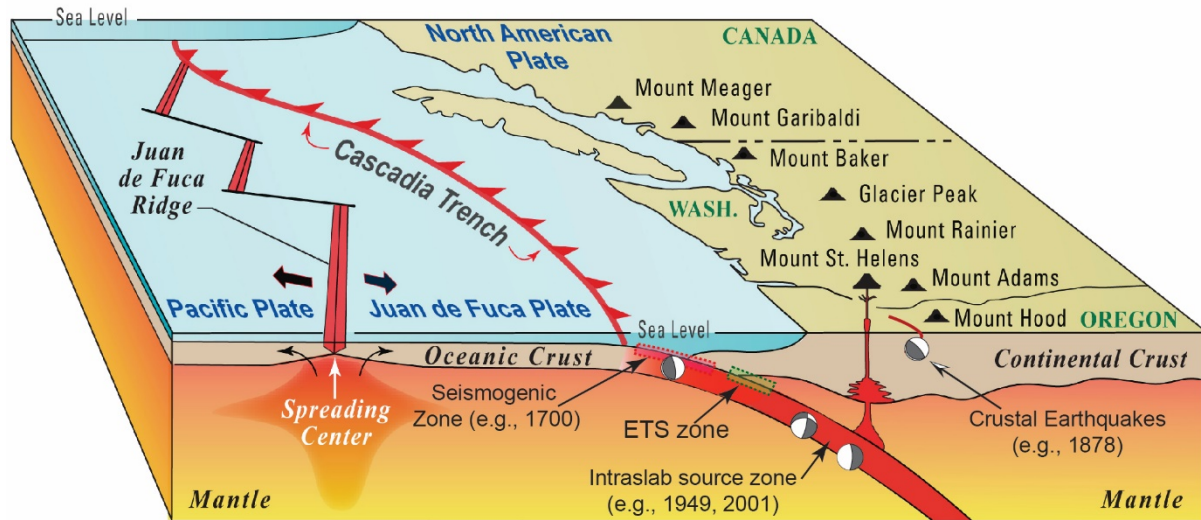 Sea Level
North American
Plate
CANADA
Mount Meager
Mount Garibaldi
Mount Baker
Glacier Peak
Mount Rainier
Mount St. Helens
Mount Adams
Mount Hood
WASH.
OREGON
Juan
de Fuca
Ridge
Cascadia Trench
Pacific Plate
Juan de Fuca Plate
Sea Level
Oceanic Crust
Continental Crust
Spreading
Center
Seismogenic
Zone (e.g., 1700)
ETS zone
Intraslab source zone
(e.g., 1949, 2001)
Crustal Earthquakes
(e.g., 1878)
Mantle
Mantle